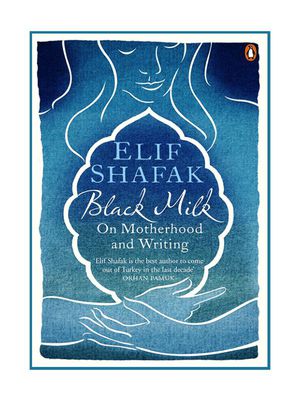 ELIF
SHAFAK
Black Milk
On Motherhood
and Writing
'Elif Shafak is the best author to come
out of Turkey in the last decade'
ORHAN PAMUK